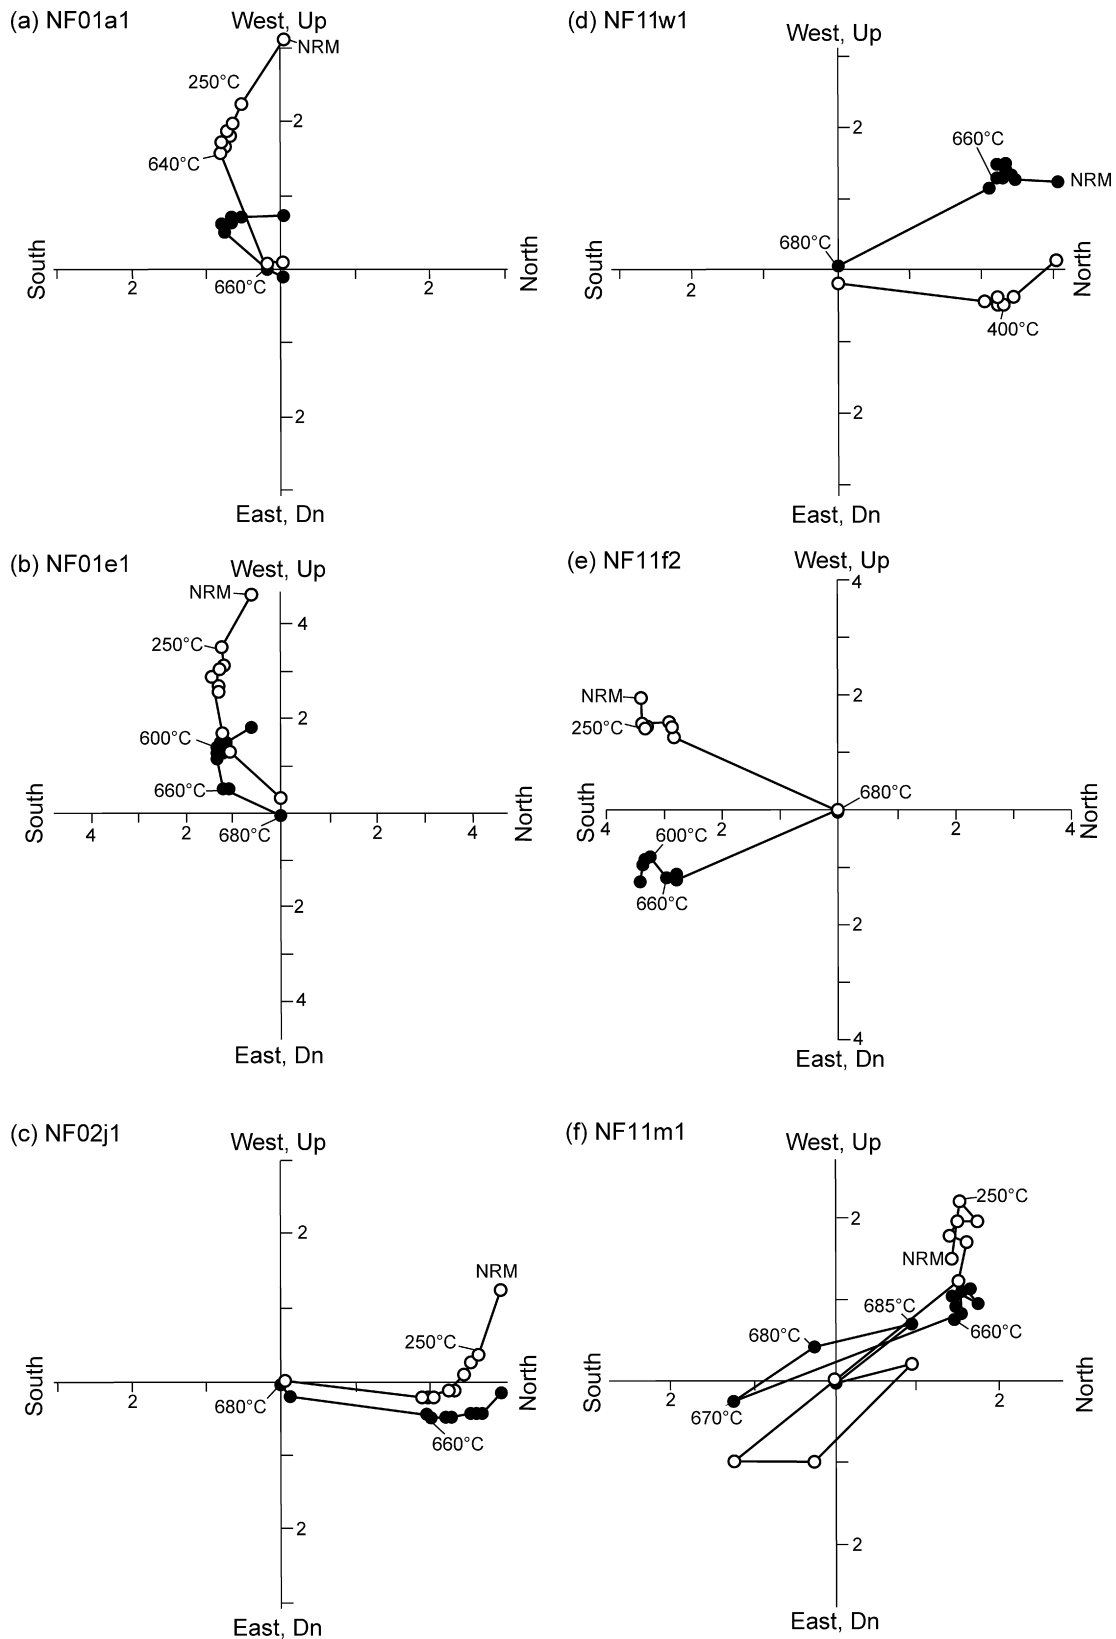 (a) NF01a1
West, Up
NRM
250°C
2
640°C
South
North
2
660°C
2
2
East, Dn
(d) NF11w1
West, Up
2
660°C
NRM
680°C
South
North
2
400°C
2
East, Dn
(b) NF01e1
West, Up
NRM
4
250°C
2
600°C
660°C
South
North
4
2
680°C
2
4
2
4
East, Dn
(e) NF11f2
West, Up
4
NRM
2
250°C
680°C
South
North
4
2
4
600°C
660°C
2
4
East, Dn
(c) NF02j1
West, Up
2
NRM
250°C
South
North
2
680°C
660°C
2
East, Dn
(f) NF11m1
West, Up
250°C
2
NRM
685°C
680°C
660°C
South
North
2
2
670°C
2
East, Dn